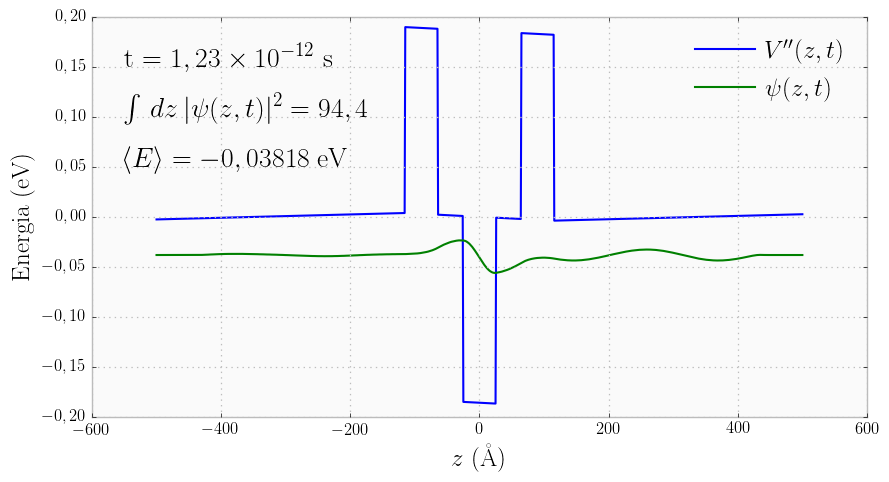 t = 1,23 × 10⁻¹² s
∫ dz |ψ(z, t)|² = 94,4
⟨E⟩ = −0,03818 eV
V″(z, t)
ψ(z, t)
Energia (eV)
0,20
0,15
0,10
0,05
0,00
−0,05
−0,10
−0,15
−0,20
−600 −400 −200 0 200 400 600
z (Å)